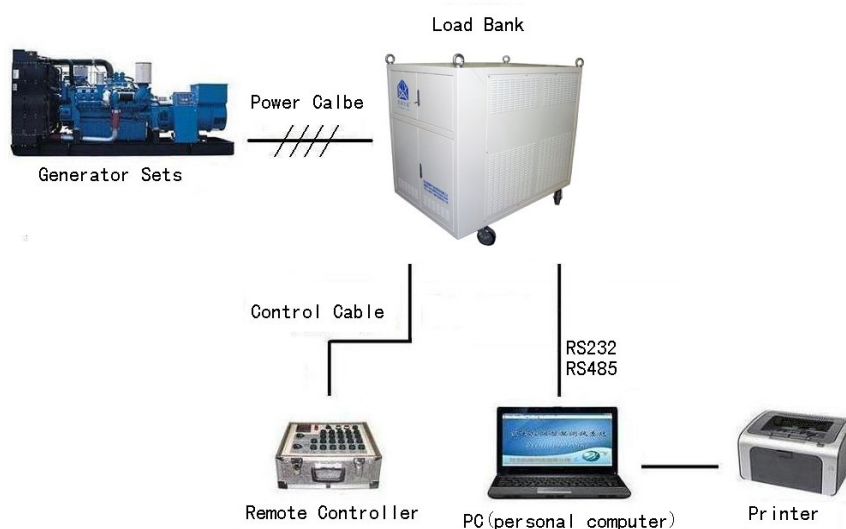 Load Bank
Power Calbe
Generator Sets
Control Cable
RS232
RS485
Remote Controller
PC(personal computer)
Printer